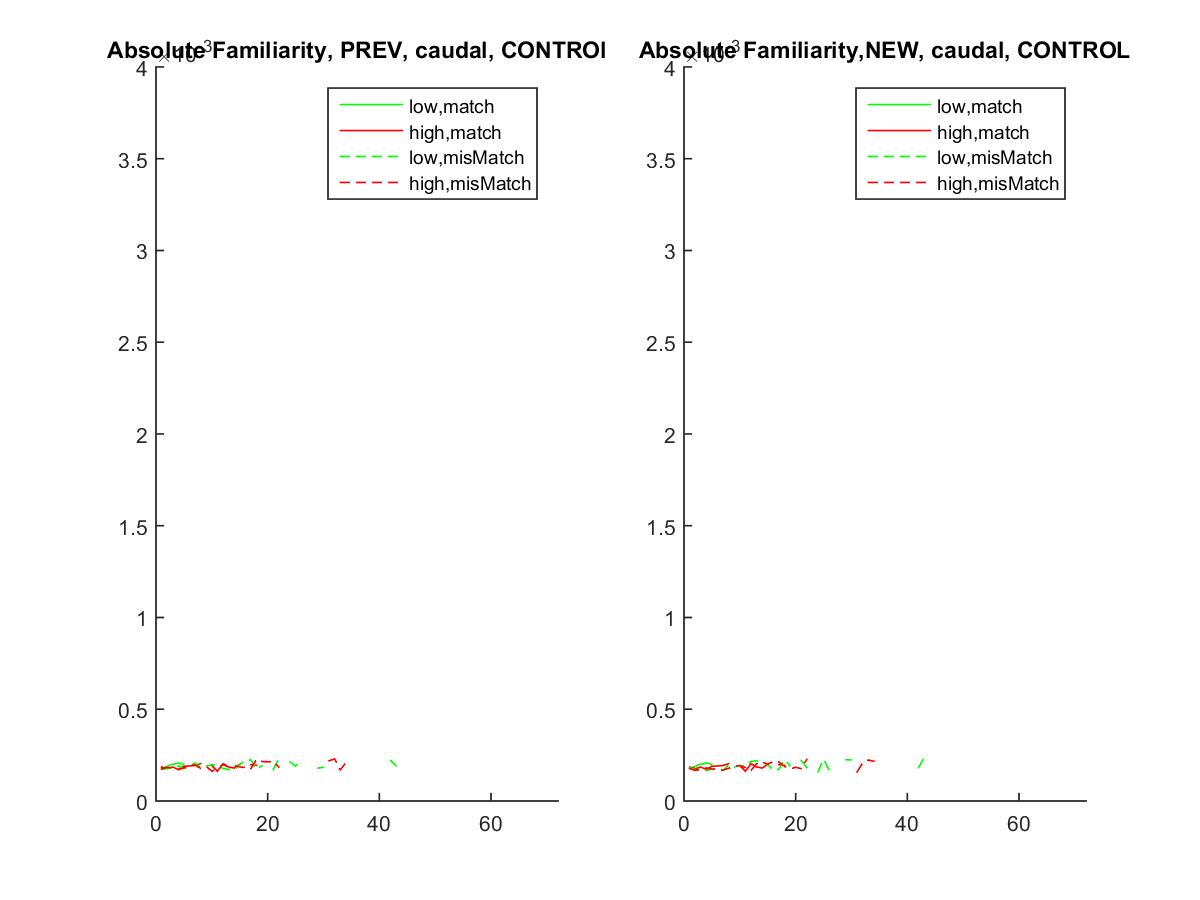 Absolute Familiarity, PREV, caudal, CONTROL
×10^3
low,match
high,match
low,misMatch
high,misMatch
4
3.5
3
2.5
2
1.5
1
0.5
0
0 20 40 60
Absolute Familiarity,NEW, caudal, CONTROL
×10^3
low,match
high,match
low,misMatch
high,misMatch
4
3.5
3
2.5
2
1.5
1
0.5
0
0 20 40 60